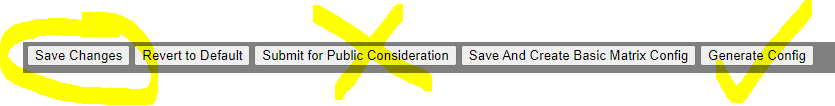 Save Changes Revert to Default Submit for Public Consideration Save And Create Basic Matrix Config Generate Config